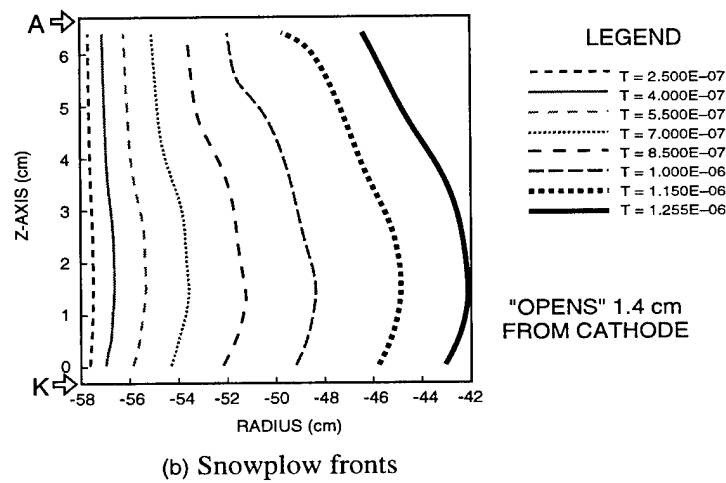 A
6
5
4
3
2
1
0
K
Z-AXIS (cm)
-58 -56 -54 -52 -50 -48 -46 -44 -42
RADIUS (cm)
LEGEND
T = 2.500E-07
T = 4.000E-07
T = 5.500E-07
T = 7.000E-07
T = 8.500E-07
T = 1.000E-06
T = 1.150E-06
T = 1.255E-06
"OPENS" 1.4 cm
FROM CATHODE
(b) Snowplow fronts